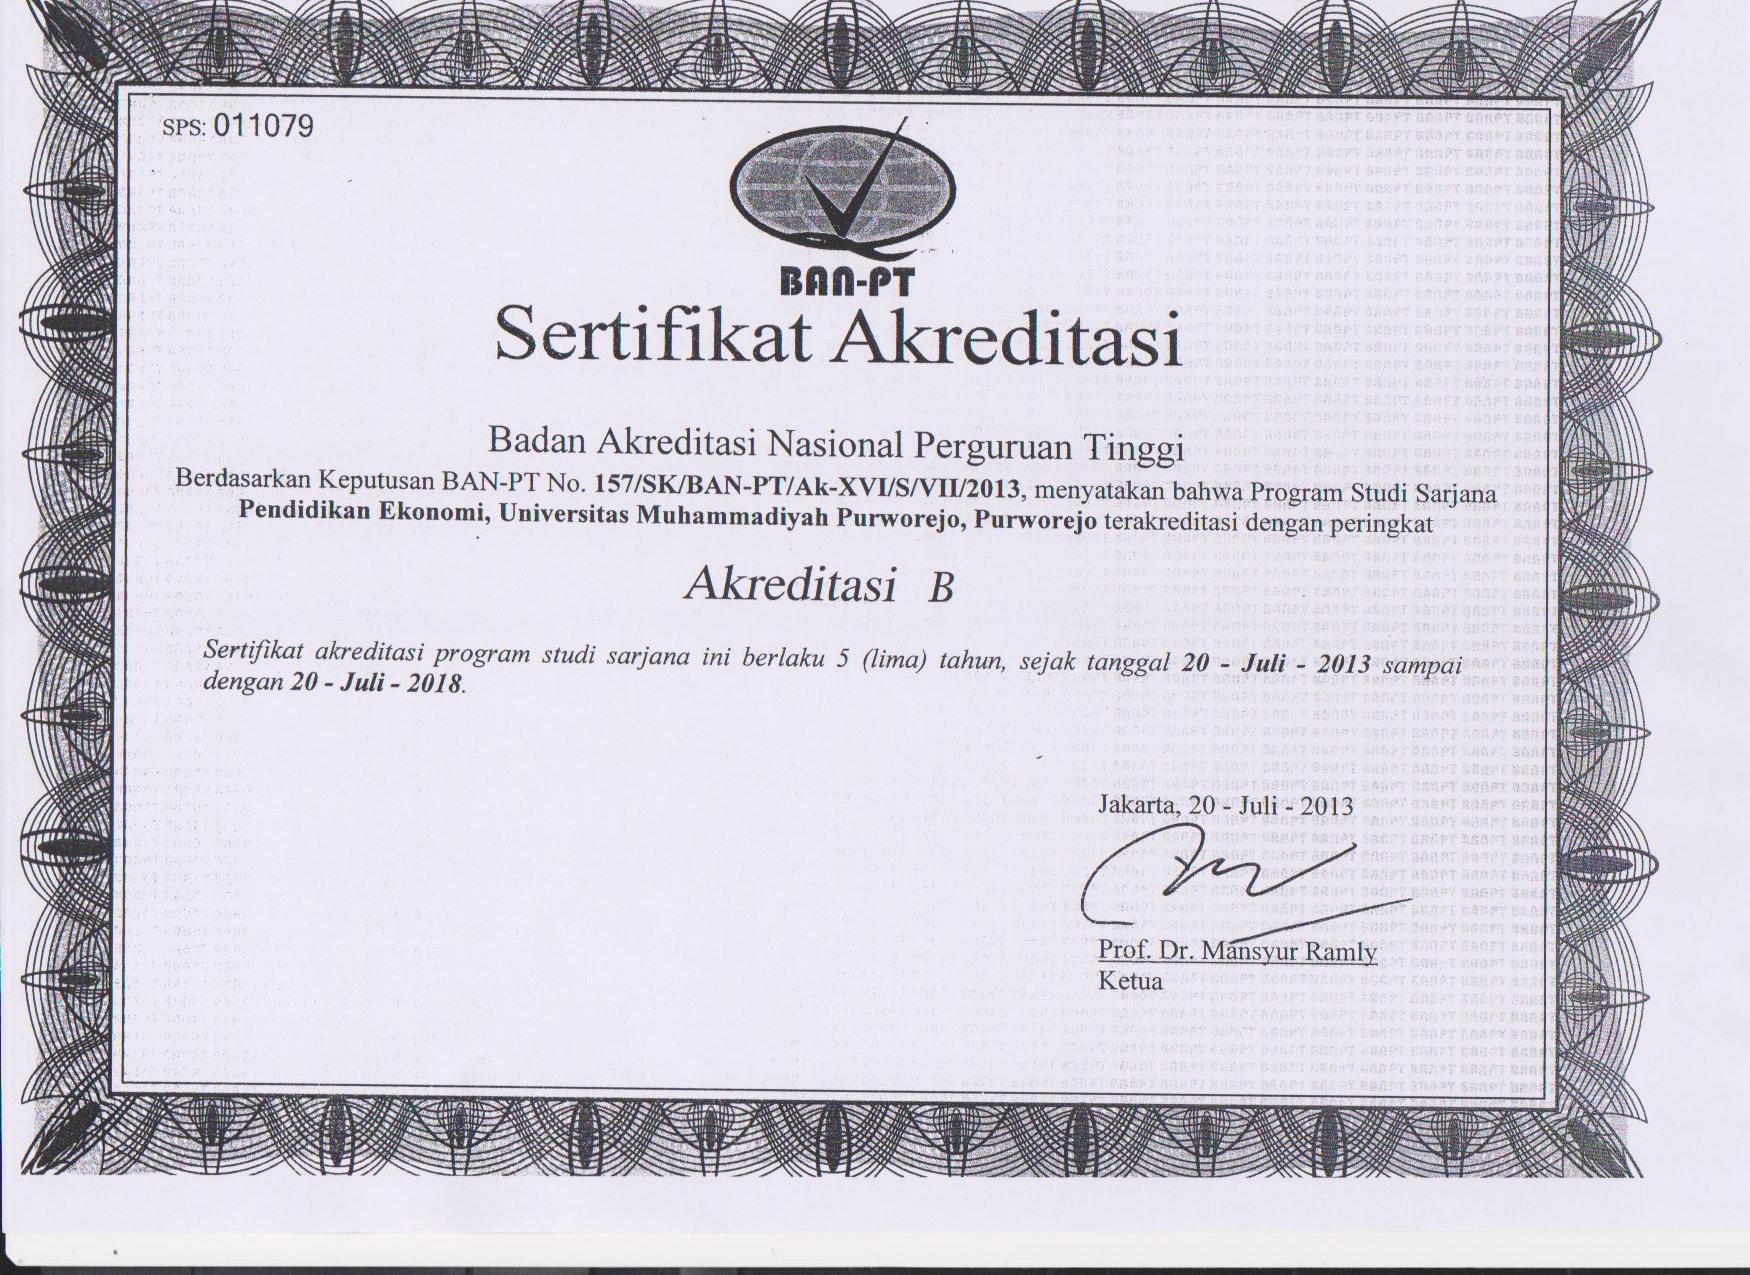 SPS: 011079
BAN-PT
Sertifikat Akreditasi
Badan Akreditasi Nasional Perguruan Tinggi
Berdasarkan Keputusan BAN-PT No. 157/SK/BAN-PT/Ak-XVI/S/VII/2013, menyatakan bahwa Program Studi Sarjana
Pendidikan Ekonomi, Universitas Muhammadiyah Purworejo, Purworejo terakreditasi dengan peringkat
Akreditasi B
Sertifikat akreditasi program studi sarjana ini berlaku 5 (lima) tahun, sejak tanggal 20 - Juli - 2013 sampai
dengan 20 - Juli - 2018.
Jakarta, 20 - Juli - 2013
Prof. Dr. Mansyur Ramly
Ketua